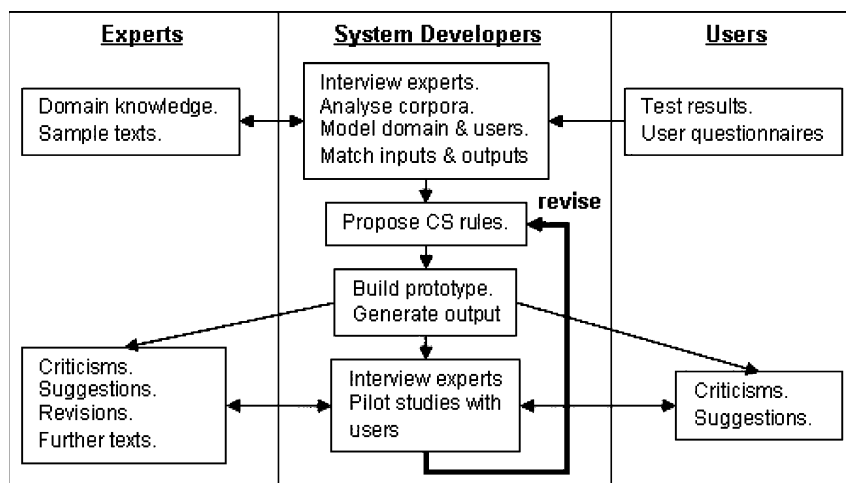 Experts
System Developers
Users
Domain knowledge.
Sample texts.
Interview experts.
Analyse corpora.
Model domain & users.
Match inputs & outputs
Test results.
User questionnaires
revise
Propose CS rules.
Build prototype.
Generate output
Criticisms.
Suggestions.
Revisions.
Further texts.
Interview experts
Pilot studies with
users
Criticisms.
Suggestions.